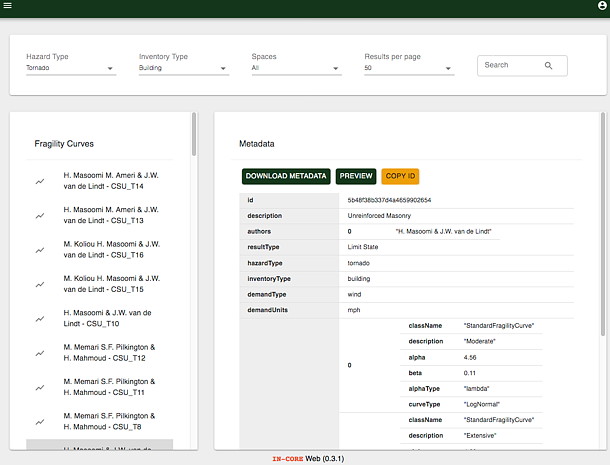 Hazard Type
Tornado
Inventory Type
Building
Spaces
All
Results per page
50
Search
Fragility Curves
H. Masoomi M. Ameri & J.W.
van de Lindt - CSU_T14
H. Masoomi M. Ameri & J.W.
van de Lindt - CSU_T13
M. Koliou H. Masoomi & J.W.
van de Lindt - CSU_T16
M. Koliou H. Masoomi & J.W.
van de Lindt - CSU_T15
H. Masoomi & J.W. van de
Lindt - CSU_T10
M. Memari S.F. Pilkington &
H. Mahmoud - CSU_T12
M. Memari S.F. Pilkington &
H. Mahmoud - CSU_T11
M. Memari S.F. Pilkington &
H. Mahmoud - CSU_T8
H. Masoomi & J.W. van de
Metadata
DOWNLOAD METADATA PREVIEW COPY ID
id 5b48f38b337d4a4659902654
description Unreinforced Masonry
authors 0 "H. Masoomi & J.W. van de Lindt"
resultType Limit State
hazardType tornado
inventoryType building
demandType wind
demandUnits mph
0
className "StandardFragilityCurve"
description "Moderate"
alpha 4.56
beta 0.11
alphaType "lambda"
curveType "LogNormal"
className "StandardFragilityCurve"
description "Extensive"
IN-CORE Web (0.3.1)